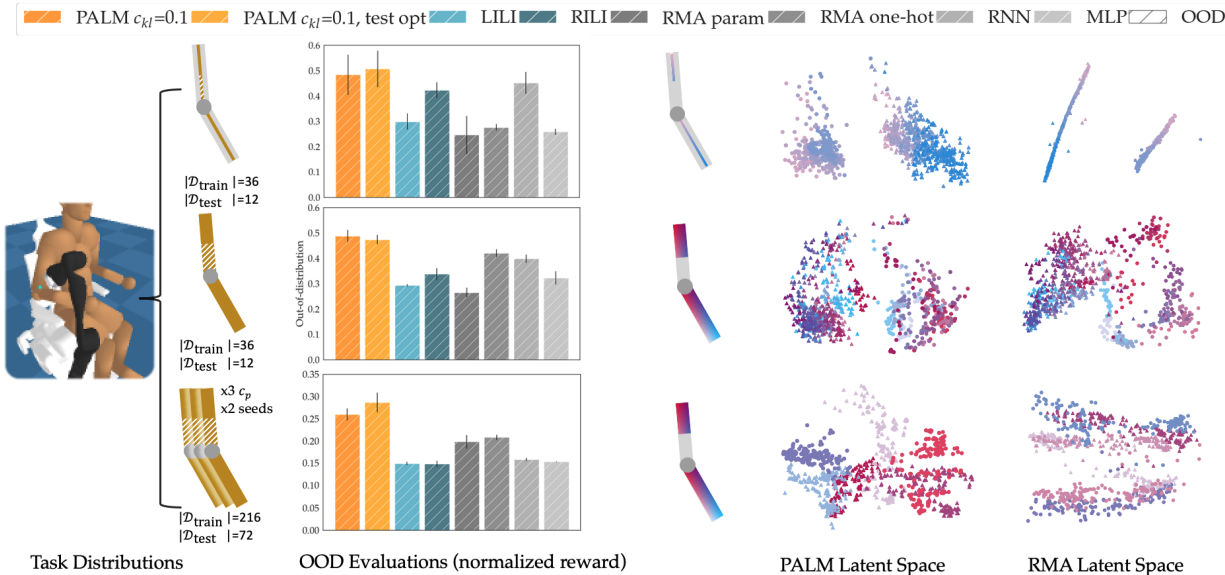 PALM c_kl=0.1 PALM c_kl=0.1, test opt LILI RILI RMA param RMA one-hot RNN MLP OOD
0.6
0.5
0.4
0.3
0.2
0.1
0.0
|D_train |=36
|D_test |=12
0.6
0.5
0.4
0.3
0.2
0.1
0.0
Out-of-distribution
|D_train |=36
|D_test |=12
x3 c_p
x2 seeds
0.35
0.30
0.25
0.20
0.15
0.10
0.05
0.00
|D_train |=216
|D_test |=72
Task Distributions OOD Evaluations (normalized reward) PALM Latent Space RMA Latent Space